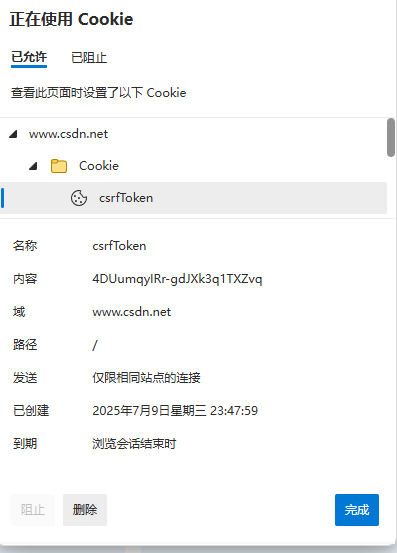 正在使用 Cookie
已允许 已阻止
查看此页面时设置了以下 Cookie
www.csdn.net
Cookie
csrfToken
名称 csrfToken
内容 4DUumqyIRr-gdJXk3q1TXZvq
域 www.csdn.net
路径 /
发送 仅限相同站点的连接
已创建 2025年7月9日星期三 23:47:59
到期 浏览会话结束时
阻止 删除 完成